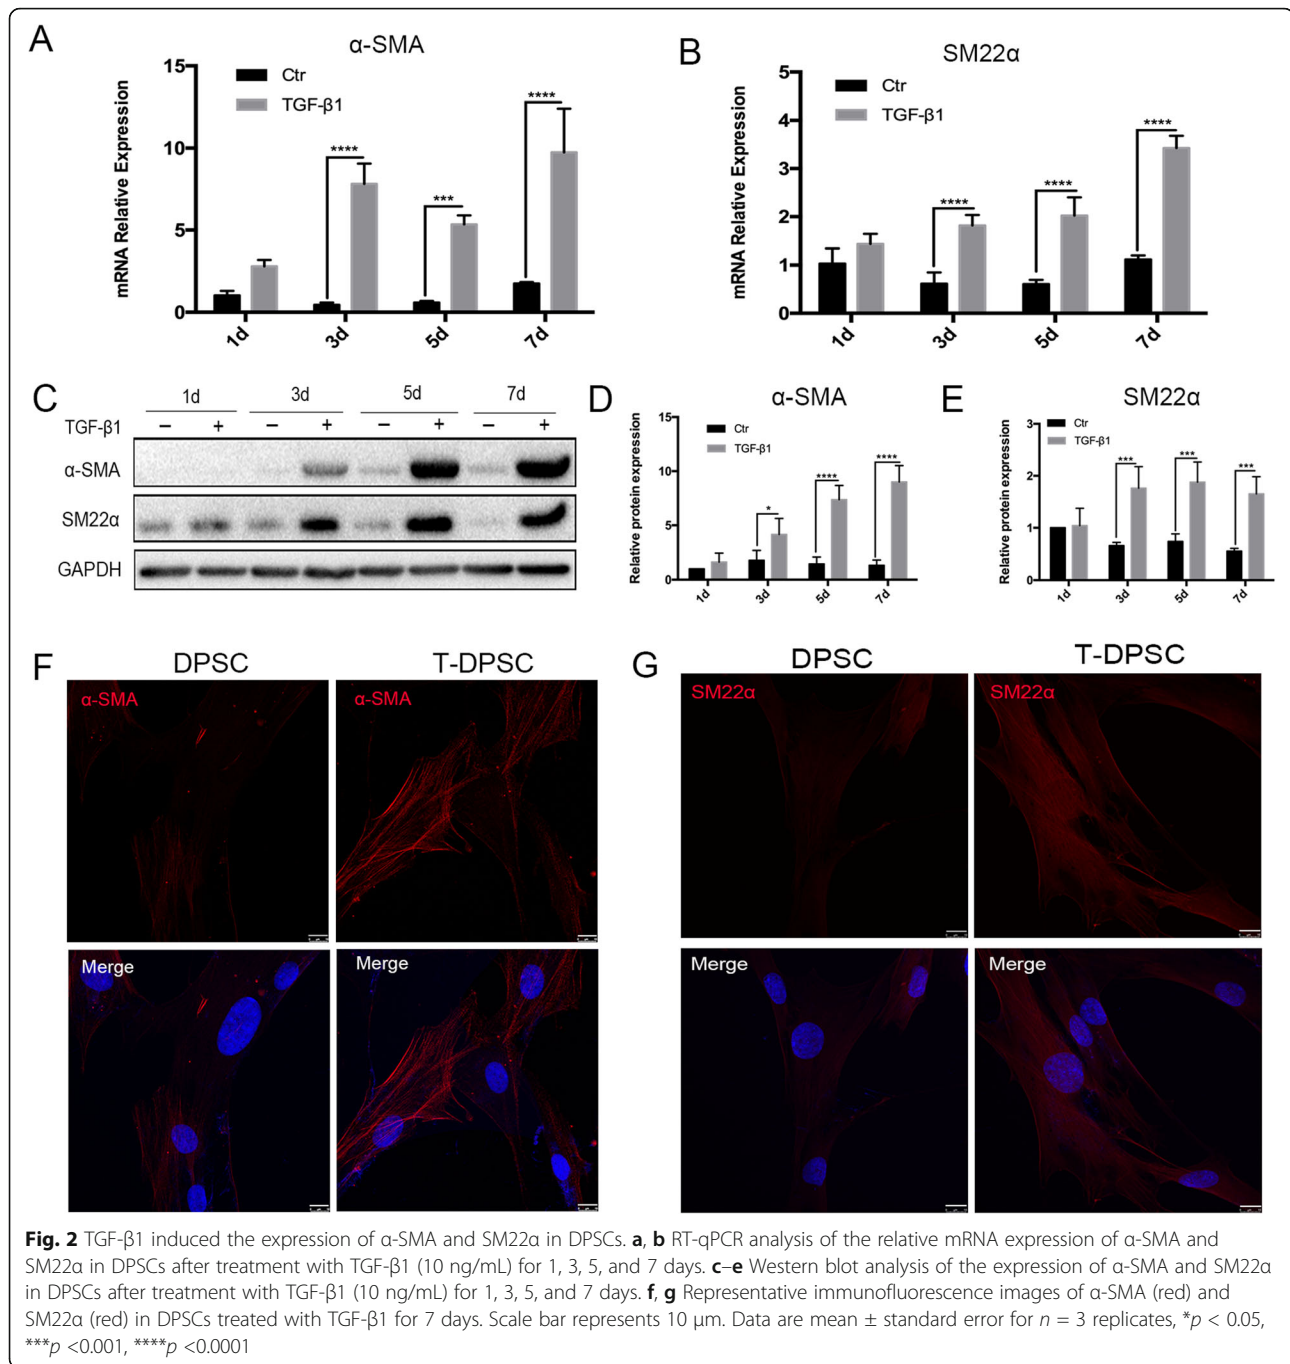 A
α-SMA
mRNA Relative Expression
15
10
5
0
Ctr
TGF-β1
****
***
****
1d
3d
5d
7d
B
SM22α
mRNA Relative Expression
5
4
3
2
1
0
Ctr
TGF-β1
****
****
****
1d
3d
5d
7d
C
1d 3d 5d 7d
TGF-β1 − + − + − + − +
α-SMA
SM22α
GAPDH
D
α-SMA
Relative protein expression
15
10
5
0
Ctr
TGF-β1
*
****
****
1d
3d
5d
7d
E
SM22α
Relative protein expression
3
2
1
0
Ctr
TGF-β1
***
***
***
1d
3d
5d
7d
F
DPSC T-DPSC
α-SMA α-SMA
Merge Merge
G
DPSC T-DPSC
SM22α SM22α
Merge Merge
Fig. 2 TGF-β1 induced the expression of α-SMA and SM22α in DPSCs. a, b RT-qPCR analysis of the relative mRNA expression of α-SMA and
SM22α in DPSCs after treatment with TGF-β1 (10 ng/mL) for 1, 3, 5, and 7 days. c–e Western blot analysis of the expression of α-SMA and SM22α
in DPSCs after treatment with TGF-β1 (10 ng/mL) for 1, 3, 5, and 7 days. f, g Representative immunofluorescence images of α-SMA (red) and
SM22α (red) in DPSCs treated with TGF-β1 for 7 days. Scale bar represents 10 μm. Data are mean ± standard error for n = 3 replicates, *p < 0.05,
***p <0.001, ****p <0.0001